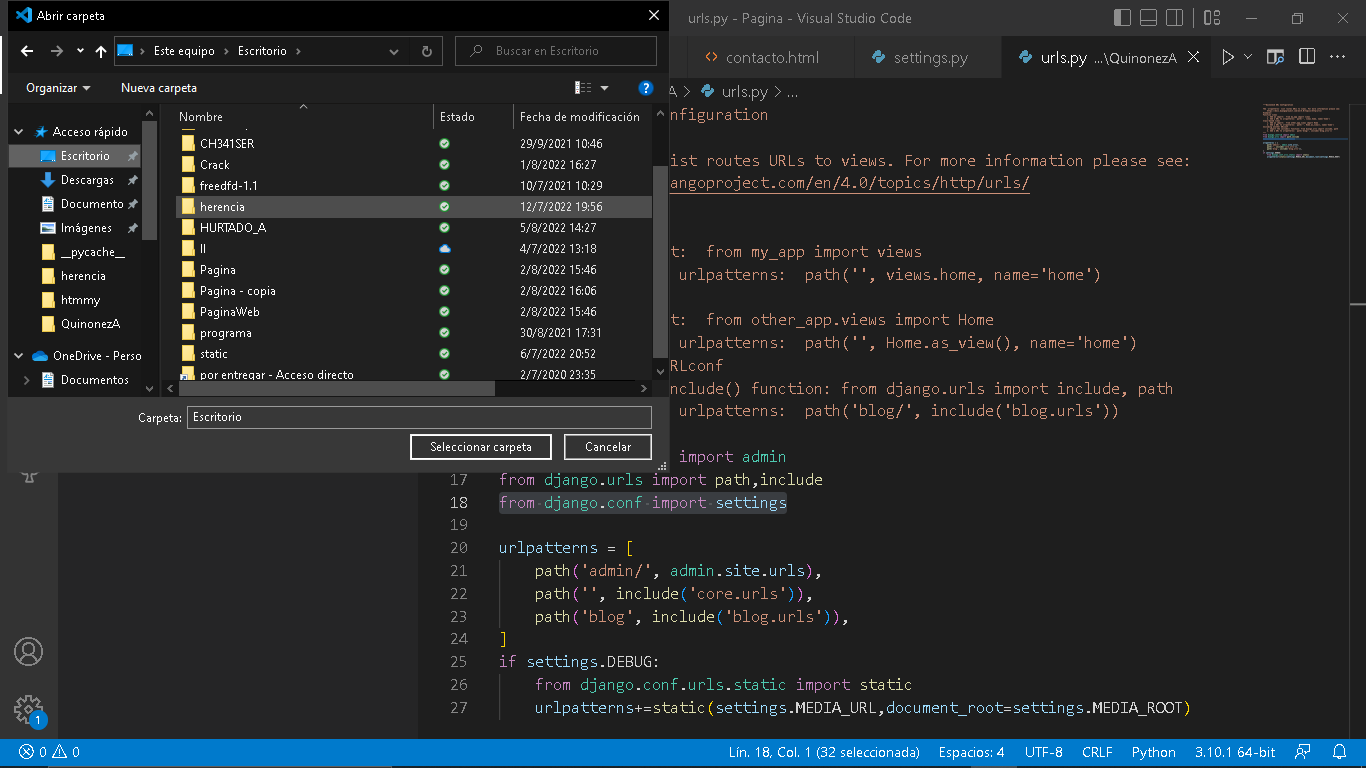 Abrir carpeta
urls.py - Pagina - Visual Studio Code
Este equipo
Escritorio
Buscar en Escritorio
contacto.html
settings.py
urls.py ...\QuinonezA
Organizar
Nueva carpeta
A > urls.py > ...
Nombre
Estado
Fecha de modificación
Acceso rápido
Escritorio
Descargas
Documento
Imágenes
__pycache__
herencia
htmmy
QuinonezA
OneDrive - Perso
Documentos
CH341SER 29/9/2021 10:46
Crack 1/8/2022 16:27
freedfd-1.1 10/7/2021 10:29
herencia 12/7/2022 19:56
HURTADO_A 5/8/2022 14:27
II 4/7/2022 13:18
Pagina 2/8/2022 15:46
Pagina - copia 2/8/2022 16:06
PaginaWeb 2/8/2022 15:46
programa 30/8/2021 17:31
static 6/7/2022 20:52
por entregar - Acceso directo 2/7/2020 23:35
Carpeta: Escritorio
Seleccionar carpeta
Cancelar
nfiguration
ist routes URLs to views. For more information please see:
angoproject.com/en/4.0/topics/http/urls/
t:  from my_app import views
urlpatterns:  path('', views.home, name='home')
t:  from other_app.views import Home
urlpatterns:  path('', Home.as_view(), name='home')
RLconf
nclude() function: from django.urls import include, path
urlpatterns:  path('blog/', include('blog.urls'))
import admin
17 from django.urls import path,include
18 from django.conf import settings
19
20 urlpatterns = [
21     path('admin/', admin.site.urls),
22     path('', include('core.urls')),
23     path('blog', include('blog.urls')),
24 ]
25 if settings.DEBUG:
26     from django.conf.urls.static import static
27     urlpatterns+=static(settings.MEDIA_URL,document_root=settings.MEDIA_ROOT)
1
0 0
Lín. 18, Col. 1 (32 seleccionada)
Espacios: 4
UTF-8
CRLF
Python
3.10.1 64-bit